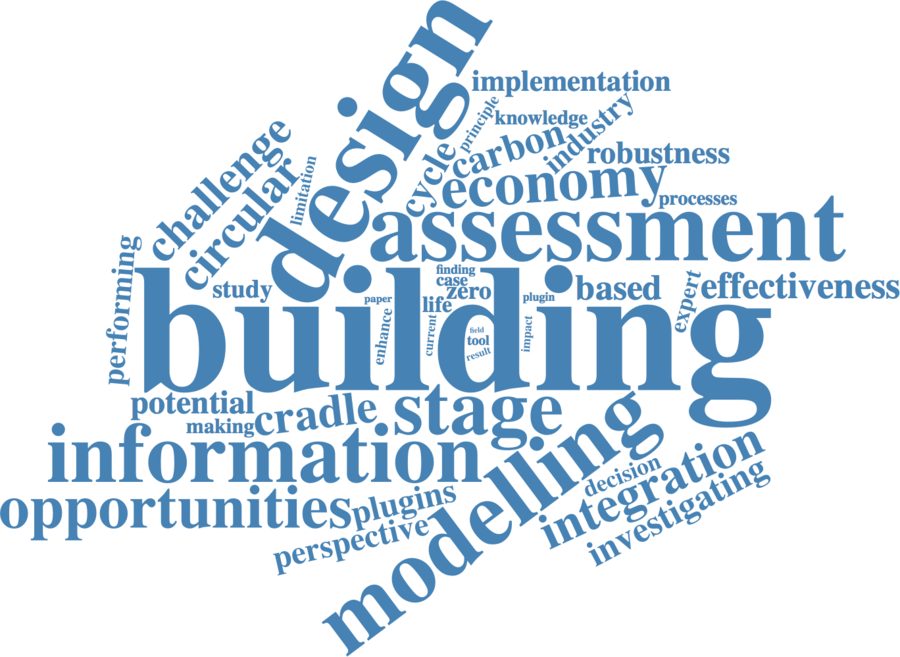 design
implementation
principle
knowledge
industry
challenge
cycle
carbon
robustness
circular
limitation
economy
processes
assessment
performing
building
study
finding
case
zero
based
expert
effectiveness
paper
life
plugin
enhance
current
field
tool
result
impact
potential
making
cradle
stage
information
modelling
decision
integration
opportunities
plugins
investigating
perspective